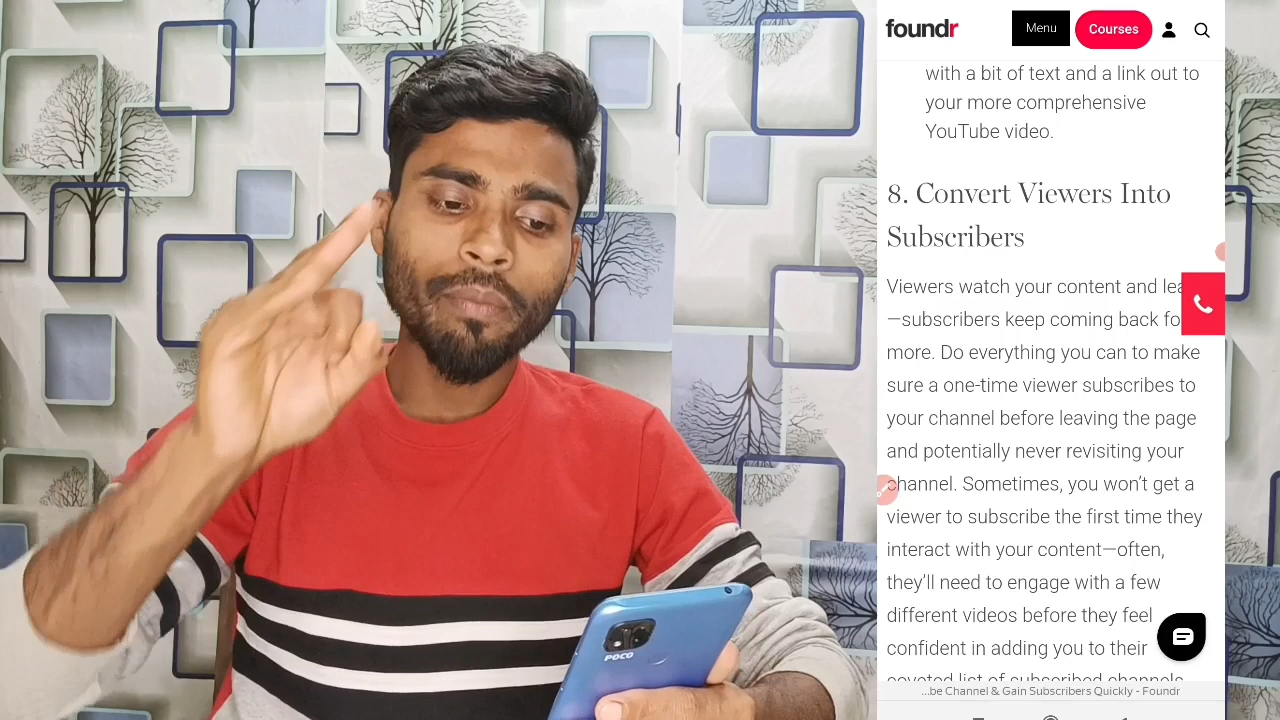 foundr
Menu
Courses
with a bit of text and a link out to
your more comprehensive
YouTube video.
8. Convert Viewers Into
Subscribers
Viewers watch your content and lea
—subscribers keep coming back fo
more. Do everything you can to make
sure a one-time viewer subscribes to
your channel before leaving the page
and potentially never revisiting your
channel. Sometimes, you won’t get a
viewer to subscribe the first time they
interact with your content—often,
they’ll need to engage with a few
different videos before they feel
confident in adding you to their
coveted list of subscribed channels
...be Channel & Gain Subscribers Quickly - Foundr
POCO